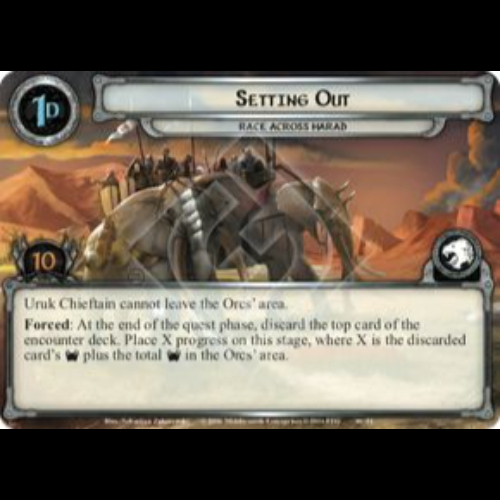 1D
SETTING OUT
RACE ACROSS HARAD
10
Uruk Chieftain cannot leave the Orcs' area.
Forced: At the end of the quest phase, discard the top card of the
encounter deck. Place X progress on this stage, where X is the discarded
card's plus the total in the Orcs' area.